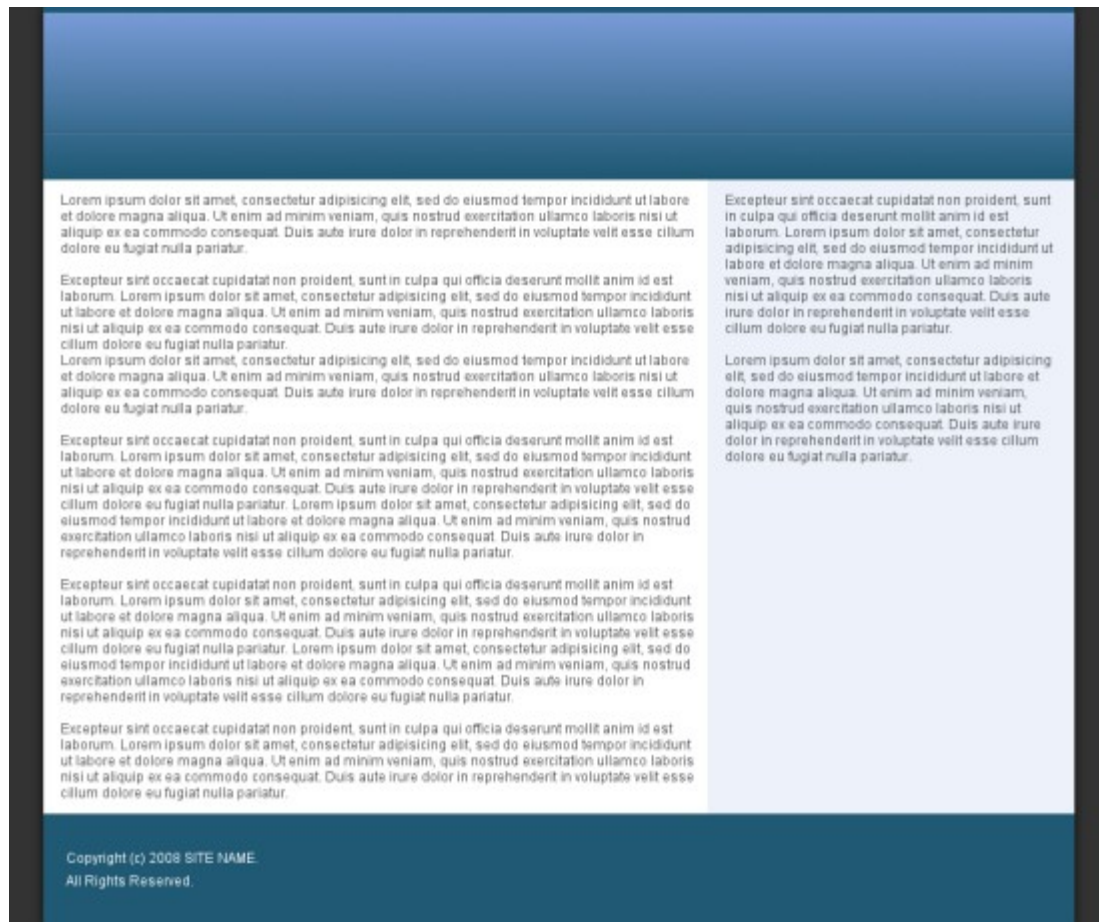 Lorem ipsum dolor sit amet, consectetur adipisicing elit, sed do eiusmod tempor incididunt ut labore
et dolore magna aliqua. Ut enim ad minim veniam, quis nostrud exercitation ullamco laboris nisi ut
aliquip ex ea commodo consequat. Duis aute irure dolor in reprehenderit in voluptate velit esse cillum
dolore eu fugiat nulla pariatur.
Excepteur sint occaecat cupidatat non proident, sunt in culpa qui officia deserunt mollit anim id est
laborum. Lorem ipsum dolor sit amet, consectetur adipisicing elit, sed do eiusmod tempor incididunt
ut labore et dolore magna aliqua. Ut enim ad minim veniam, quis nostrud exercitation ullamco laboris
nisi ut aliquip ex ea commodo consequat. Duis aute irure dolor in reprehenderit in voluptate velit esse
cillum dolore eu fugiat nulla pariatur.
Lorem ipsum dolor sit amet, consectetur adipisicing elit, sed do eiusmod tempor incididunt ut labore
et dolore magna aliqua. Ut enim ad minim veniam, quis nostrud exercitation ullamco laboris nisi ut
aliquip ex ea commodo consequat. Duis aute irure dolor in reprehenderit in voluptate velit esse cillum
dolore eu fugiat nulla pariatur.
Excepteur sint occaecat cupidatat non proident, sunt in culpa qui officia deserunt mollit anim id est
laborum. Lorem ipsum dolor sit amet, consectetur adipisicing elit, sed do eiusmod tempor incididunt
ut labore et dolore magna aliqua. Ut enim ad minim veniam, quis nostrud exercitation ullamco laboris
nisi ut aliquip ex ea commodo consequat. Duis aute irure dolor in reprehenderit in voluptate velit esse
cillum dolore eu fugiat nulla pariatur. Lorem ipsum dolor sit amet, consectetur adipisicing elit, sed do
eiusmod tempor incididunt ut labore et dolore magna aliqua. Ut enim ad minim veniam, quis nostrud
exercitation ullamco laboris nisi ut aliquip ex ea commodo consequat. Duis aute irure dolor in
reprehenderit in voluptate velit esse cillum dolore eu fugiat nulla pariatur.
Excepteur sint occaecat cupidatat non proident, sunt in culpa qui officia deserunt mollit anim id est
laborum. Lorem ipsum dolor sit amet, consectetur adipisicing elit, sed do eiusmod tempor incididunt
ut labore et dolore magna aliqua. Ut enim ad minim veniam, quis nostrud exercitation ullamco laboris
nisi ut aliquip ex ea commodo consequat. Duis aute irure dolor in reprehenderit in voluptate velit esse
cillum dolore eu fugiat nulla pariatur. Lorem ipsum dolor sit amet, consectetur adipisicing elit, sed do
eiusmod tempor incididunt ut labore et dolore magna aliqua. Ut enim ad minim veniam, quis nostrud
exercitation ullamco laboris nisi ut aliquip ex ea commodo consequat. Duis aute irure dolor in
reprehenderit in voluptate velit esse cillum dolore eu fugiat nulla pariatur.
Excepteur sint occaecat cupidatat non proident, sunt in culpa qui officia deserunt mollit anim id est
laborum. Lorem ipsum dolor sit amet, consectetur adipisicing elit, sed do eiusmod tempor incididunt
ut labore et dolore magna aliqua. Ut enim ad minim veniam, quis nostrud exercitation ullamco laboris
nisi ut aliquip ex ea commodo consequat. Duis aute irure dolor in reprehenderit in voluptate velit esse
cillum dolore eu fugiat nulla pariatur.
Excepteur sint occaecat cupidatat non proident, sunt
in culpa qui officia deserunt mollit anim id est
laborum. Lorem ipsum dolor sit amet, consectetur
adipisicing elit, sed do eiusmod tempor incididunt ut
labore et dolore magna aliqua. Ut enim ad minim
veniam, quis nostrud exercitation ullamco laboris
nisi ut aliquip ex ea commodo consequat. Duis aute
irure dolor in reprehenderit in voluptate velit esse
cillum dolore eu fugiat nulla pariatur.
Lorem ipsum dolor sit amet, consectetur adipisicing
elit, sed do eiusmod tempor incididunt ut labore et
dolore magna aliqua. Ut enim ad minim veniam,
quis nostrud exercitation ullamco laboris nisi ut
aliquip ex ea commodo consequat. Duis aute irure
dolor in reprehenderit in voluptate velit esse cillum
dolore eu fugiat nulla pariatur.
Copyright (c) 2008 SITE NAME.
All Rights Reserved.